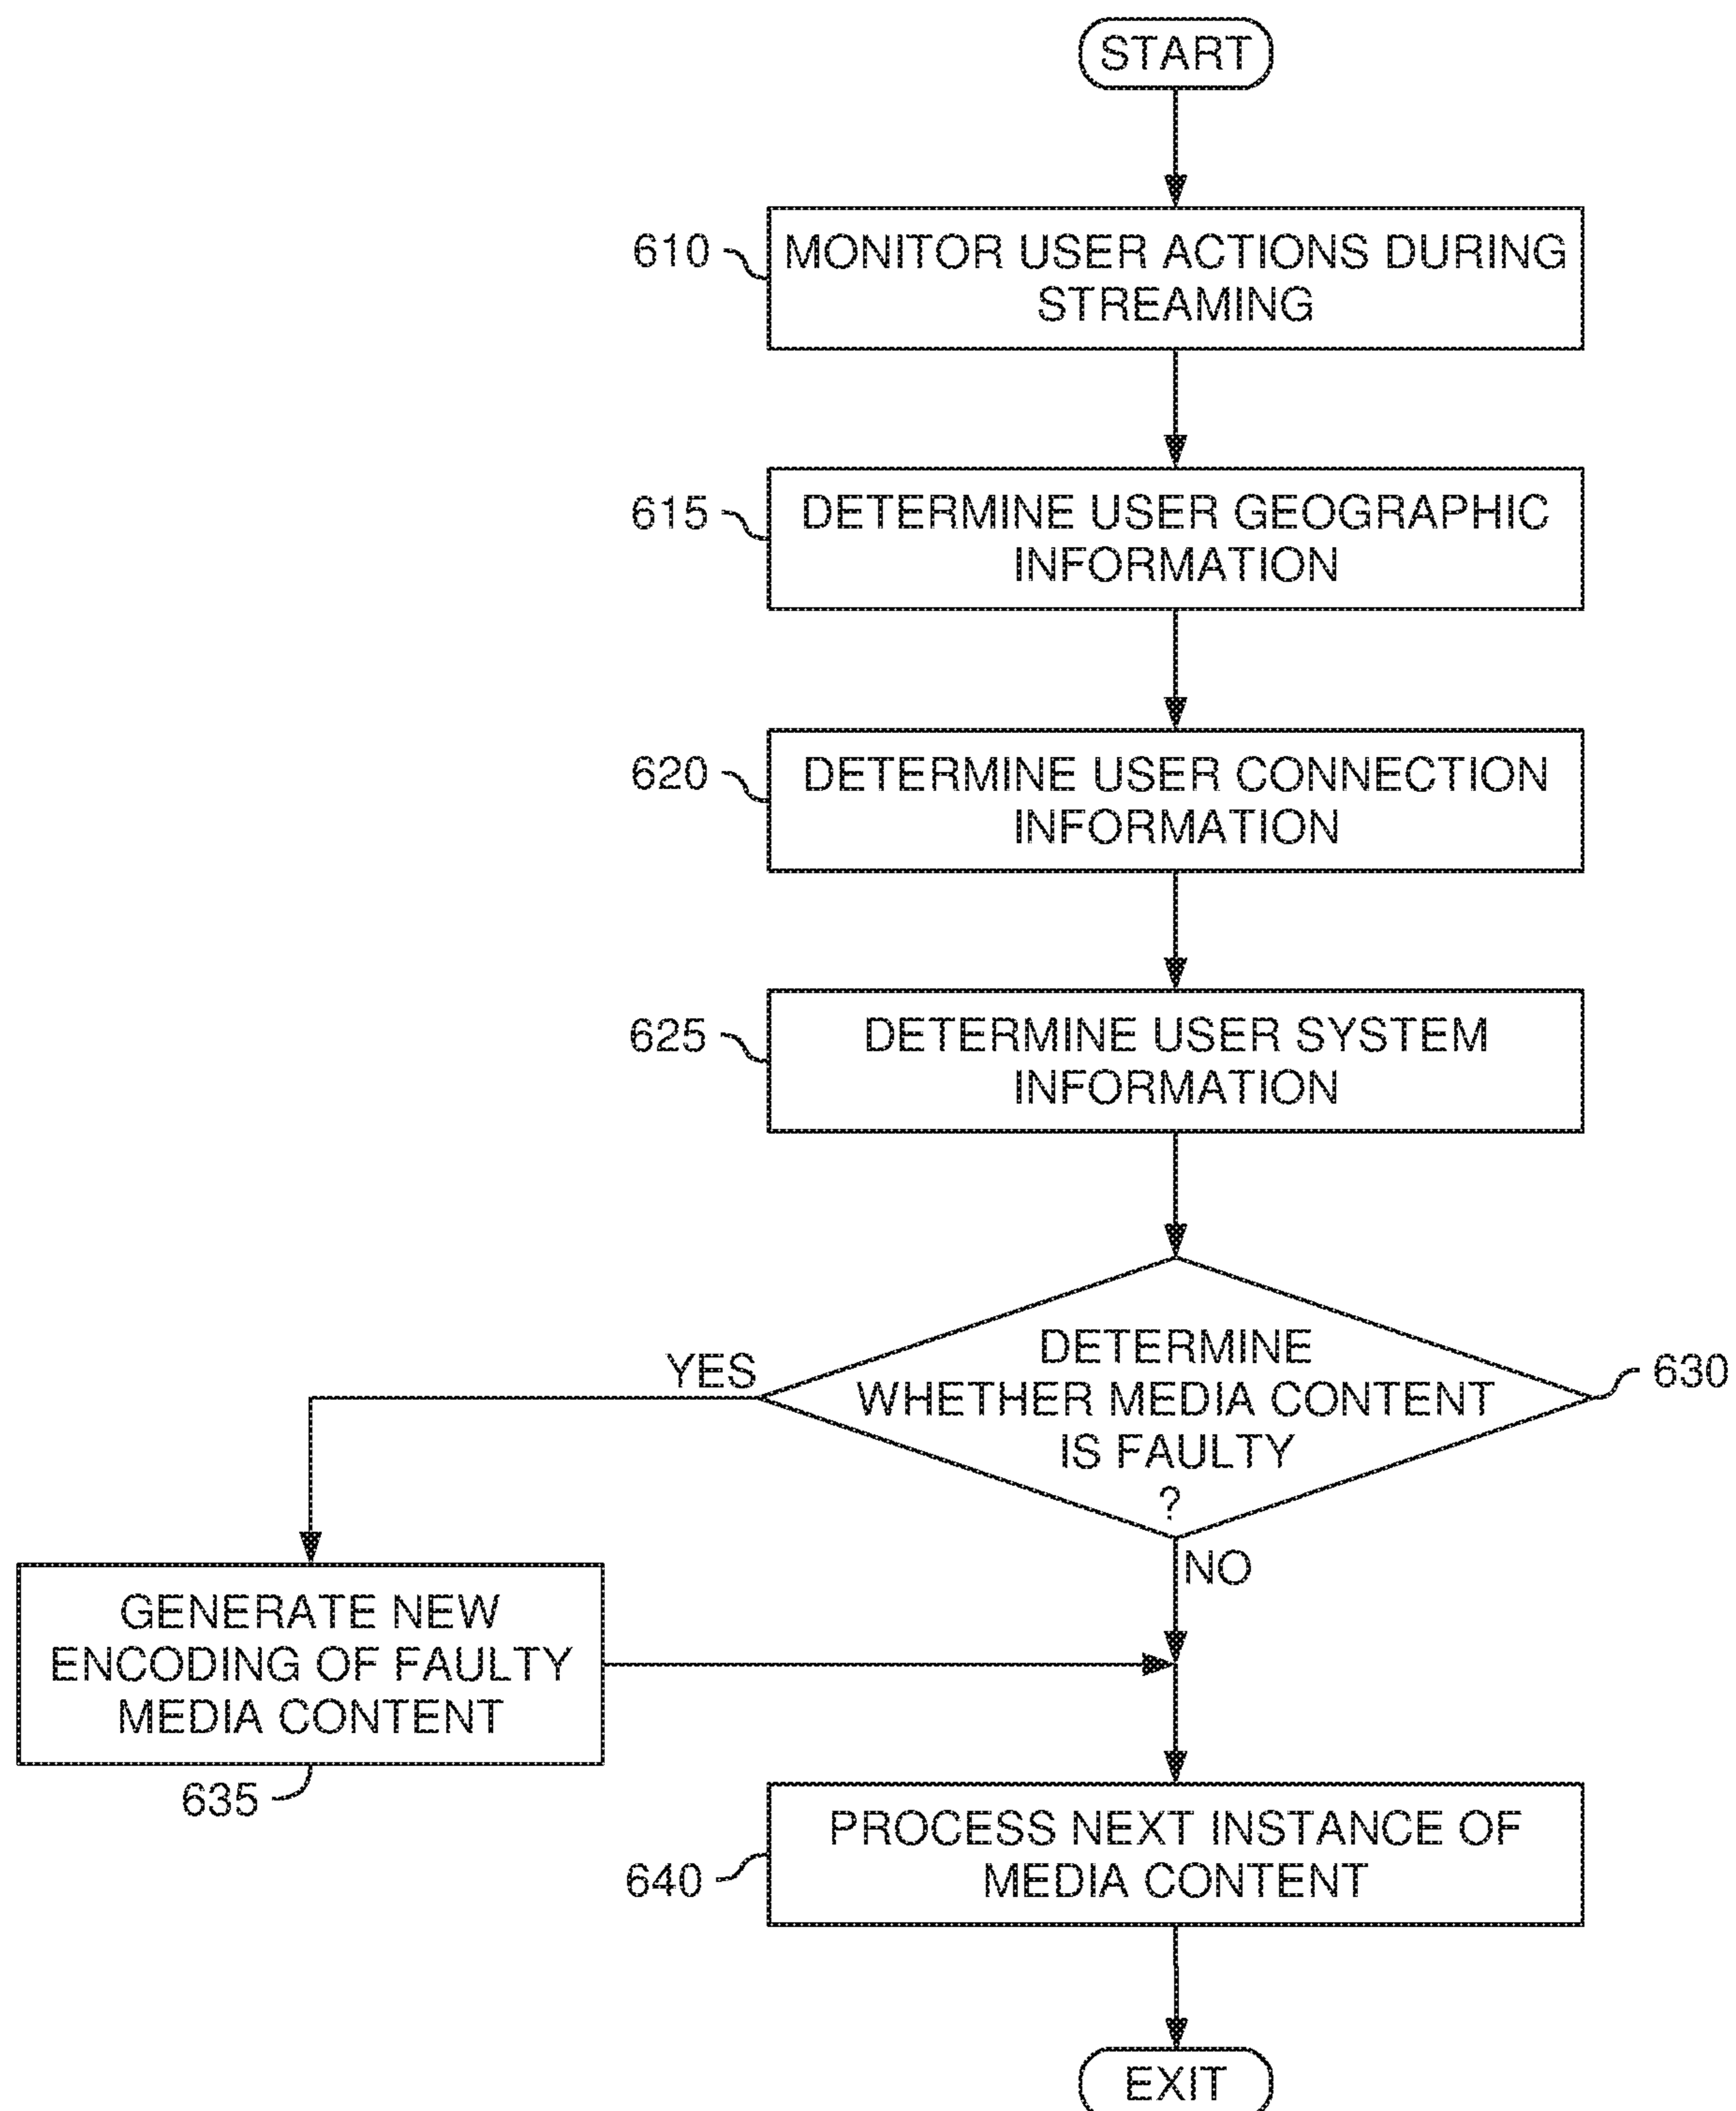 START
610
MONITOR USER ACTIONS DURING
STREAMING
615
DETERMINE USER GEOGRAPHIC
INFORMATION
620
DETERMINE USER CONNECTION
INFORMATION
625
DETERMINE USER SYSTEM
INFORMATION
DETERMINE
WHETHER MEDIA CONTENT
IS FAULTY
?
630
YES
NO
GENERATE NEW
ENCODING OF FAULTY
MEDIA CONTENT
635
PROCESS NEXT INSTANCE OF
MEDIA CONTENT
640
EXIT